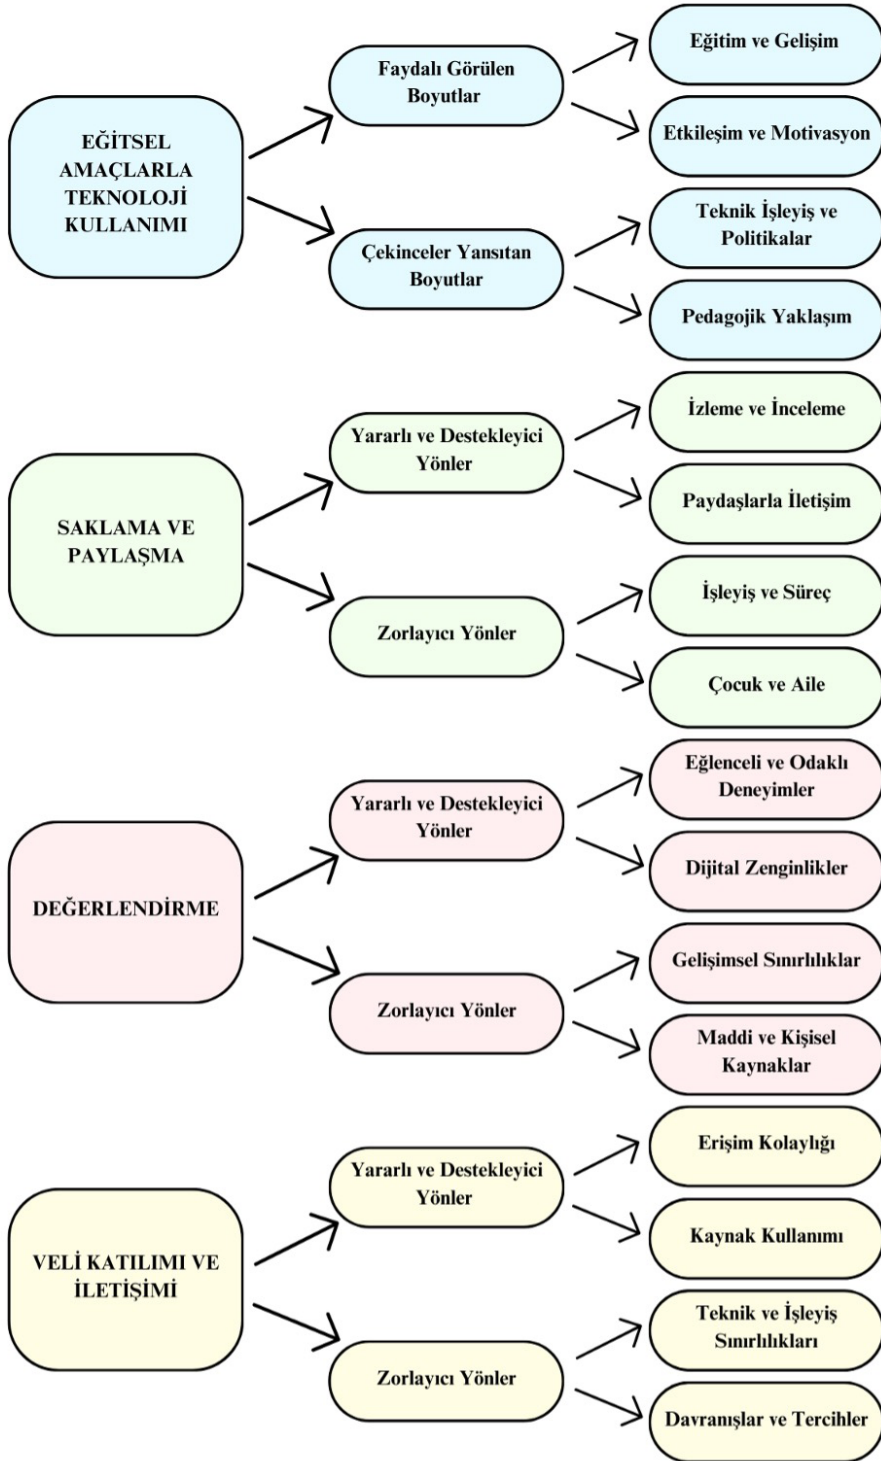 EĞİTSEL
AMAÇLARLA
TEKNOLOJİ
KULLANIMI
Faydalı Görülen
Boyutlar
Eğitim ve Gelişim
Etkileşim ve Motivasyon
Çekinceler Yansıtan
Boyutlar
Teknik İşleyiş ve
Politikalar
Pedagojik Yaklaşım
SAKLAMA VE
PAYLAŞMA
Yararlı ve Destekleyici
Yönler
İzleme ve İnceleme
Paydaşlarla İletişim
Zorlayıcı Yönler
İşleyiş ve Süreç
Çocuk ve Aile
DEĞERLENDİRME
Yararlı ve Destekleyici
Yönler
Eğlenceli ve Odaklı
Deneyimler
Dijital Zenginlikler
Zorlayıcı Yönler
Gelişimsel Sınırlılıklar
Maddi ve Kişisel
Kaynaklar
VELİ KATILIMI VE
İLETİŞİMİ
Yararlı ve Destekleyici
Yönler
Erişim Kolaylığı
Kaynak Kullanımı
Zorlayıcı Yönler
Teknik ve İşleyiş
Sınırlılıkları
Davranışlar ve Tercihler